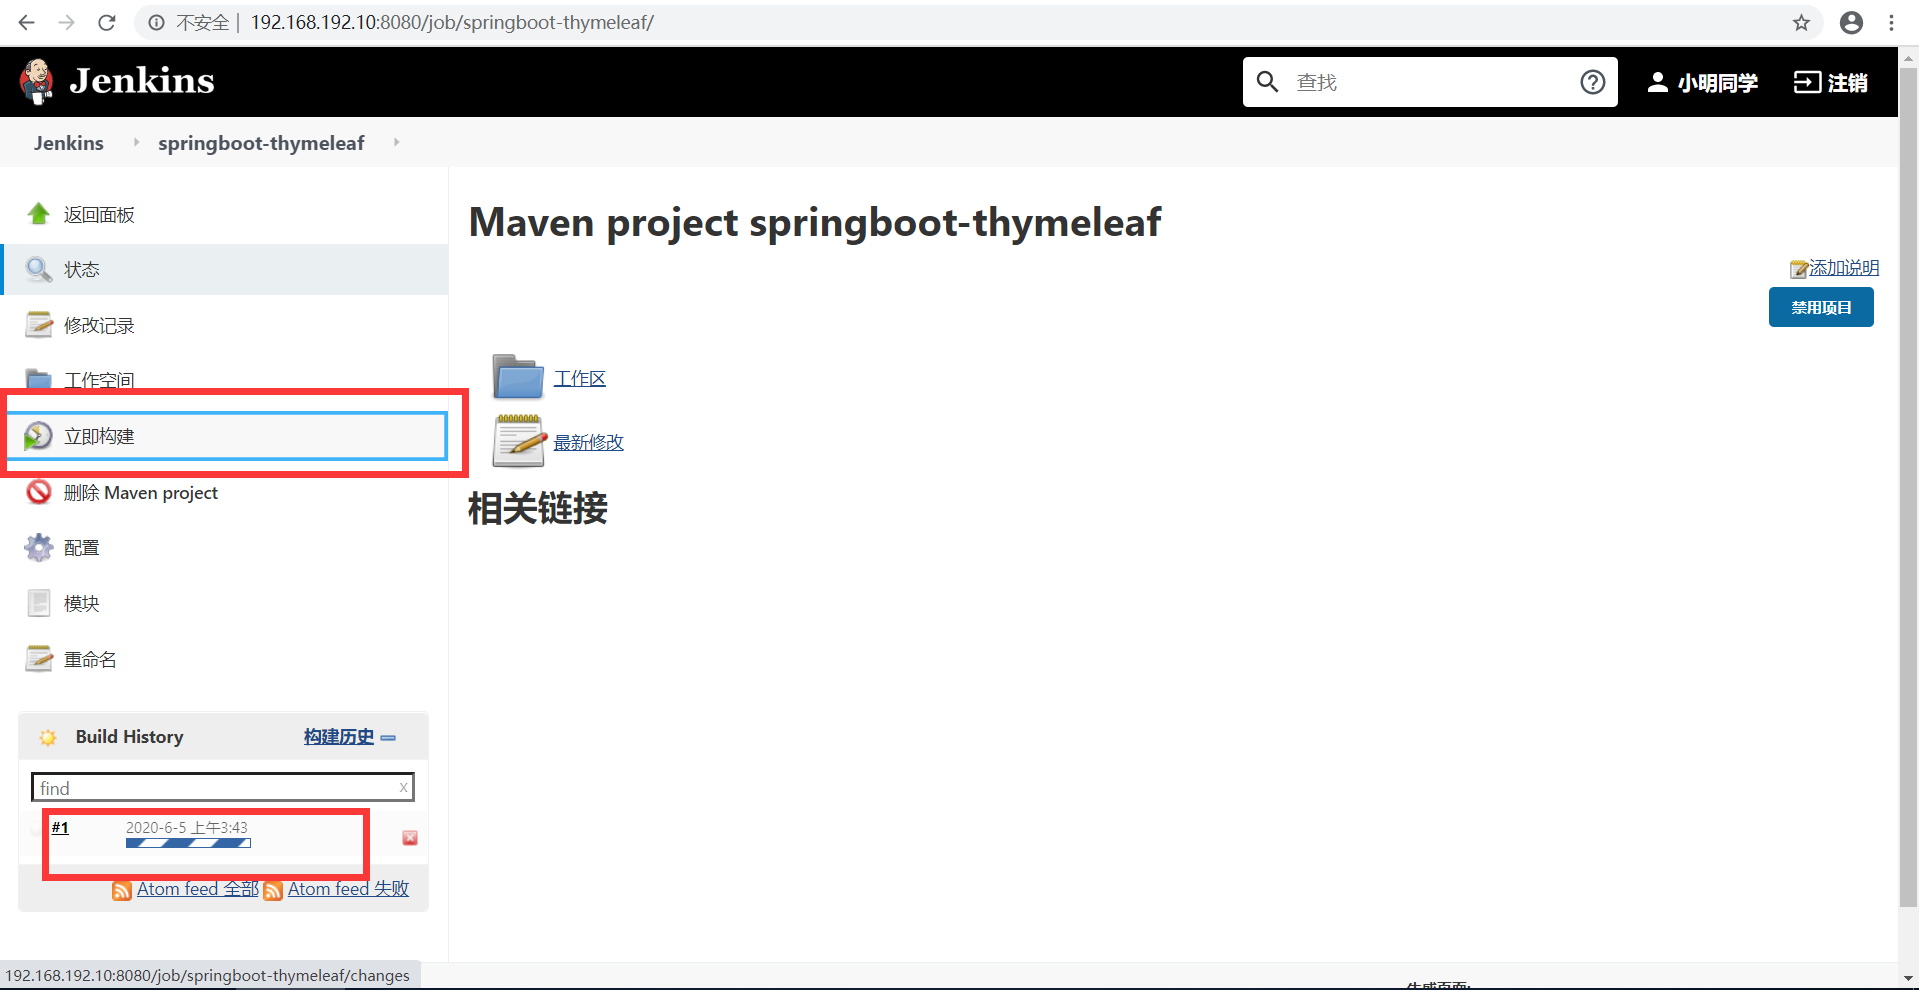 不安全 | 192.168.192.10:8080/job/springboot-thymeleaf/
Jenkins
查找
小明同学
注销
Jenkins
springboot-thymeleaf
返回面板
状态
修改记录
工作空间
立即构建
删除 Maven project
配置
模块
重命名
Build History
构建历史
find
x
#1
2020-6-5 上午3:43
Atom feed 全部
Atom feed 失败
Maven project springboot-thymeleaf
添加说明
禁用项目
工作区
最新修改
相关链接
192.168.192.10:8080/job/springboot-thymeleaf/changes
生成页面: